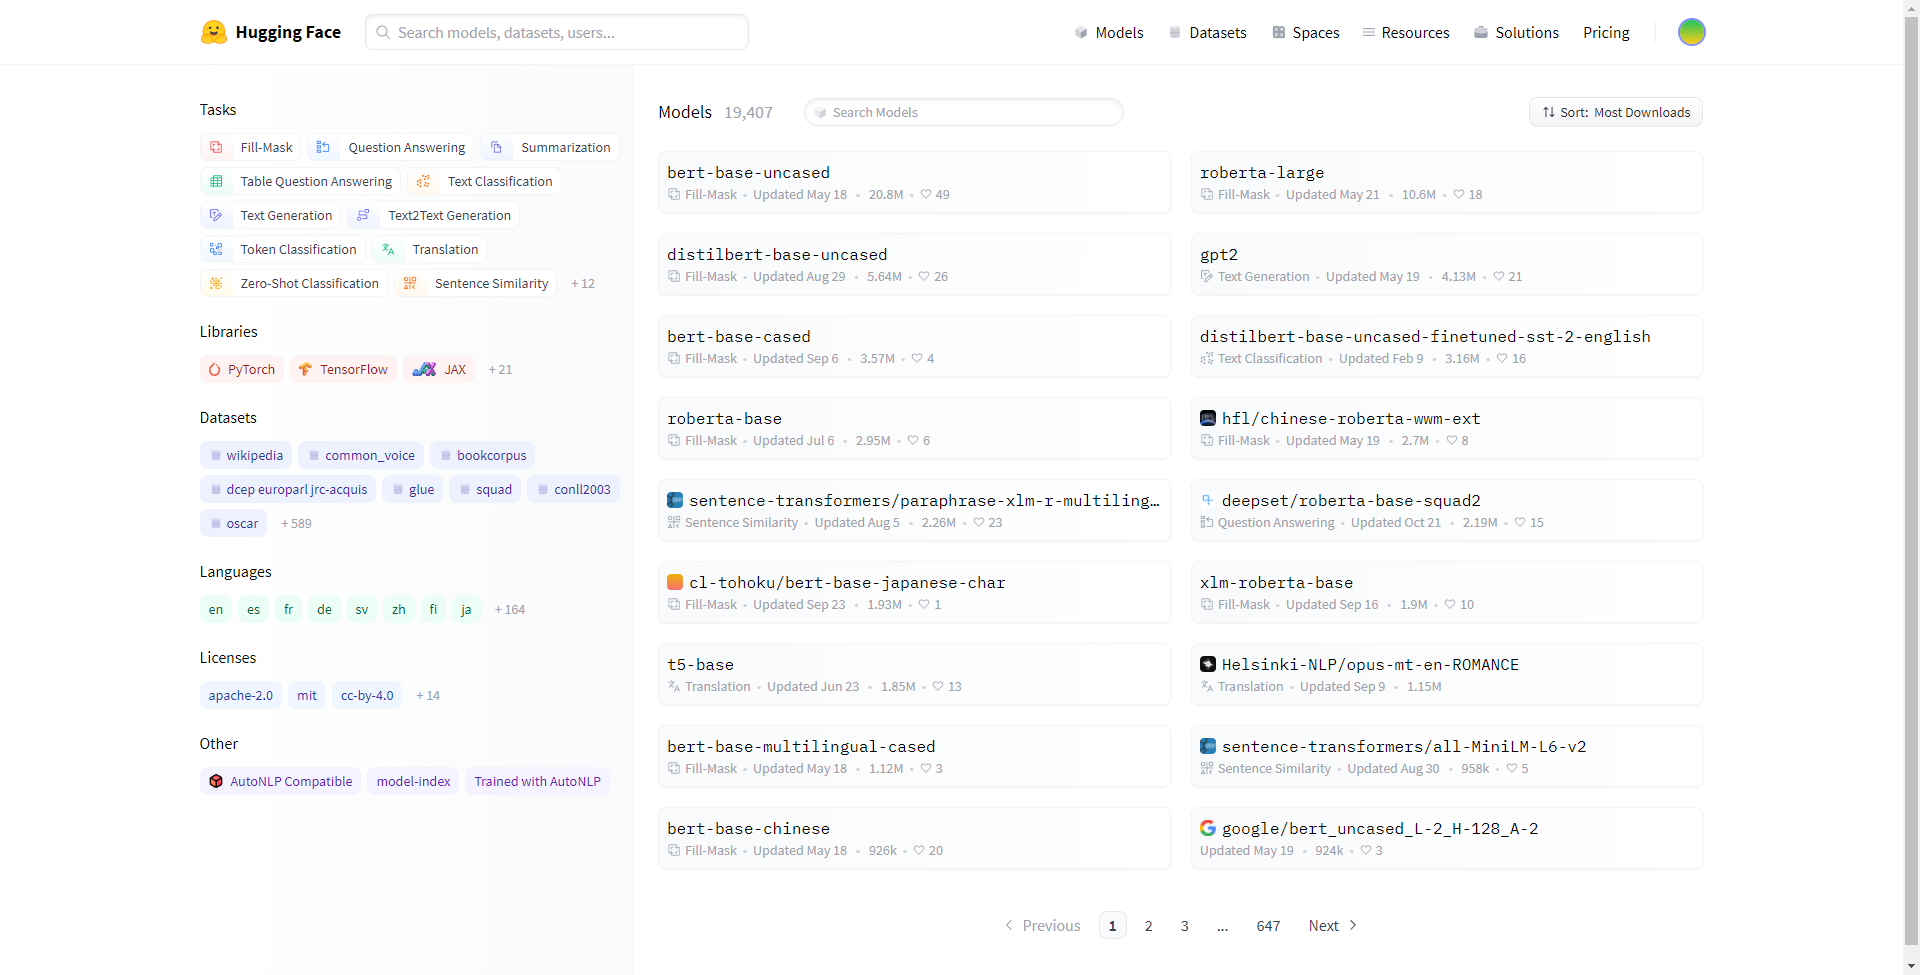 Hugging Face
Search models, datasets, users...
Models
Datasets
Spaces
Resources
Solutions
Pricing
Tasks
Fill-Mask Question Answering Summarization
Table Question Answering Text Classification
Text Generation Text2Text Generation
Token Classification Translation
Zero-Shot Classification Sentence Similarity + 12
Libraries
PyTorch TensorFlow JAX + 21
Datasets
wikipedia common_voice bookcorpus
dcep europarl jrc-acquis glue squad conll2003
oscar + 589
Languages
en es fr de sv zh fi ja + 164
Licenses
apache-2.0 mit cc-by-4.0 + 14
Other
AutoNLP Compatible model-index Trained with AutoNLP
Models 19,407
Search Models
Sort: Most Downloads
bert-base-uncased
Fill-Mask • Updated May 18 • 20.8M • ♡ 49
roberta-large
Fill-Mask • Updated May 21 • 10.6M • ♡ 18
distilbert-base-uncased
Fill-Mask • Updated Aug 29 • 5.64M • ♡ 26
gpt2
Text Generation • Updated May 19 • 4.13M • ♡ 21
bert-base-cased
Fill-Mask • Updated Sep 6 • 3.57M • ♡ 4
distilbert-base-uncased-finetuned-sst-2-english
Text Classification • Updated Feb 9 • 3.16M • ♡ 16
roberta-base
Fill-Mask • Updated Jul 6 • 2.95M • ♡ 6
hfl/chinese-roberta-wwm-ext
Fill-Mask • Updated May 19 • 2.7M • ♡ 8
sentence-transformers/paraphrase-xlm-r-multiling…
Sentence Similarity • Updated Aug 5 • 2.26M • ♡ 23
deepset/roberta-base-squad2
Question Answering • Updated Oct 21 • 2.19M • ♡ 15
cl-tohoku/bert-base-japanese-char
Fill-Mask • Updated Sep 23 • 1.93M • ♡ 1
xlm-roberta-base
Fill-Mask • Updated Sep 16 • 1.9M • ♡ 10
t5-base
Translation • Updated Jun 23 • 1.85M • ♡ 13
Helsinki-NLP/opus-mt-en-ROMANCE
Translation • Updated Sep 9 • 1.15M
bert-base-multilingual-cased
Fill-Mask • Updated May 18 • 1.12M • ♡ 3
sentence-transformers/all-MiniLM-L6-v2
Sentence Similarity • Updated Aug 30 • 958k • ♡ 5
bert-base-chinese
Fill-Mask • Updated May 18 • 926k • ♡ 20
google/bert_uncased_L-2_H-128_A-2
Updated May 19 • 924k • ♡ 3
Previous 1 2 3 ... 647 Next